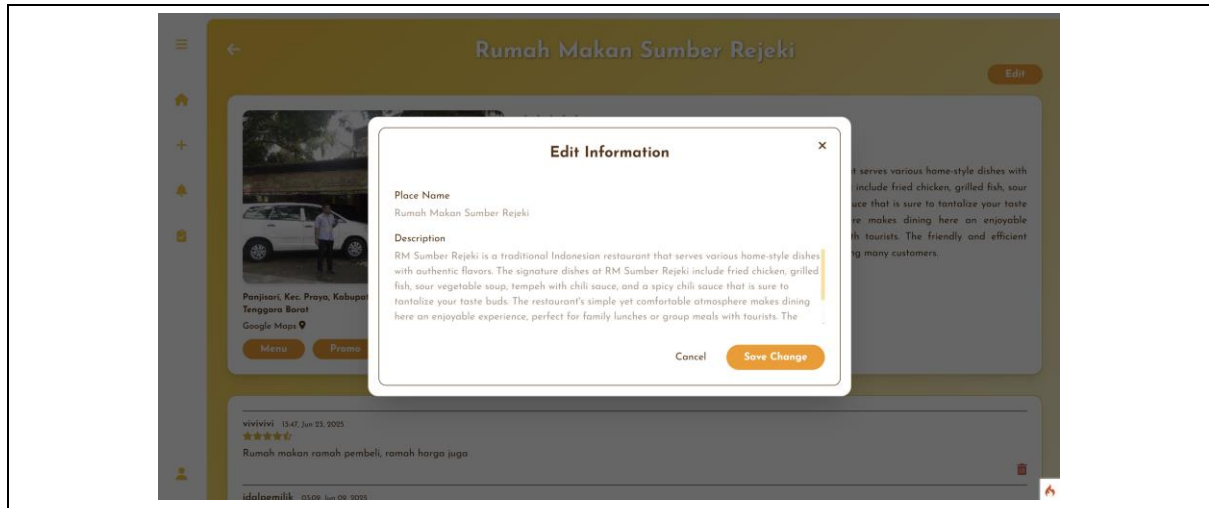 Rumah Makan Sumber Rejeki
Edit
Edit Information
×
Place Name
Rumah Makan Sumber Rejeki
Description
RM Sumber Rejeki is a traditional Indonesian restaurant that serves various home-style dishes
with authentic flavors. The signature dishes at RM Sumber Rejeki include fried chicken, grilled
fish, sour vegetable soup, tempeh with chili sauce, and a spicy chili sauce that is sure to
tantalize your taste buds. The restaurant's simple yet comfortable atmosphere makes dining
here an enjoyable experience, perfect for family lunches or group meals with tourists. The
Cancel
Save Change
t serves various home-style dishes with
include fried chicken, grilled fish, sour
uce that is sure to tantalize your taste
re makes dining here an enjoyable
th tourists. The friendly and efficient
ng many customers.
Panjisari, Kec. Praya, Kabupat
Tenggara Barat
Google Maps
Menu
Promo
vivivivi 15:47, Jun 23, 2025
Rumah makan ramah pembeli, ramah harga juga
idolpemilik 03:09, Jun 09, 2025